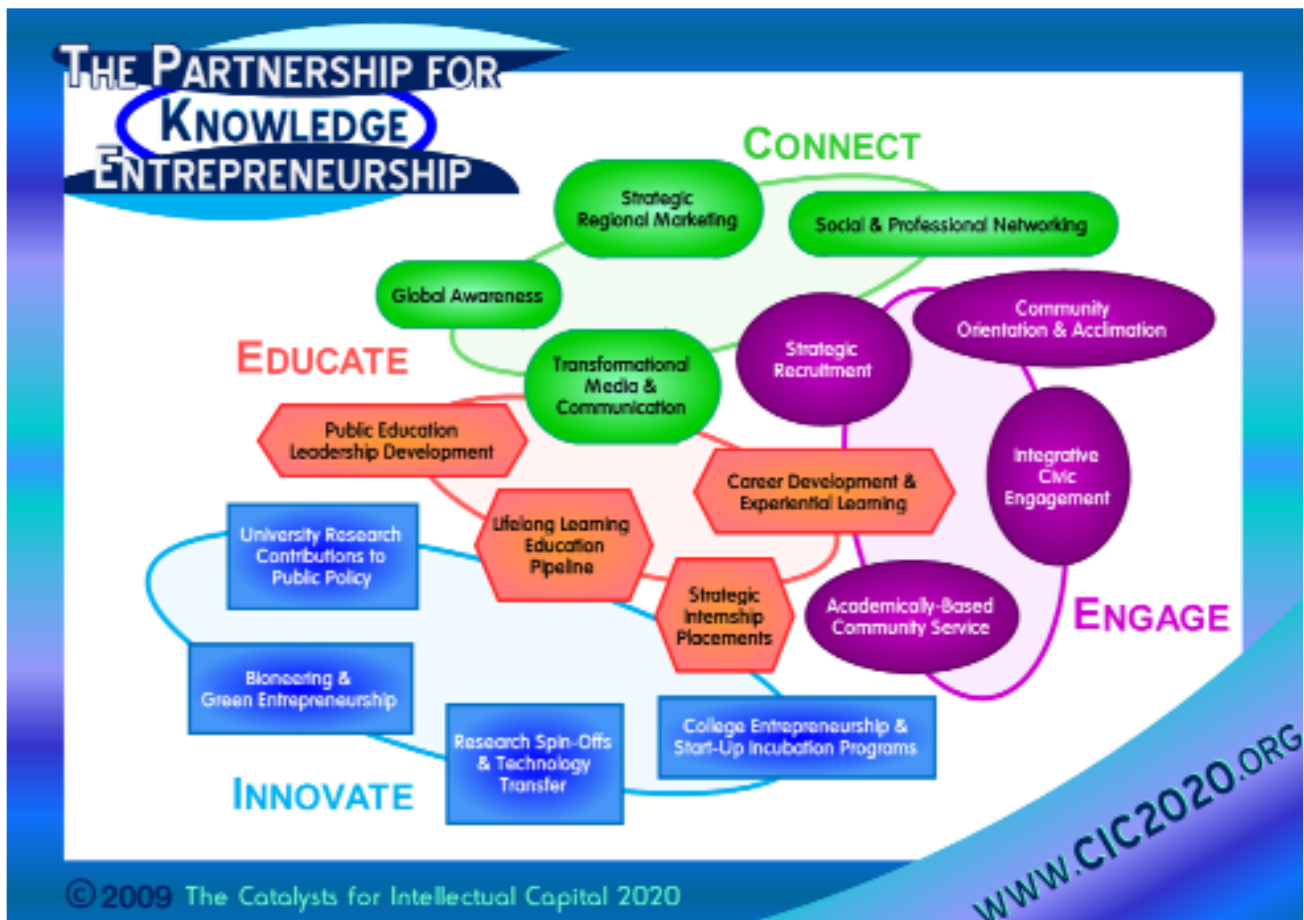 THE PARTNERSHIP FOR
KNOWLEDGE
ENTREPRENEURSHIP
CONNECT
Strategic
Regional Marketing
Social & Professional Networking
Global Awareness
Transformational
Media &
Communication
EDUCATE
Public Education
Leadership Development
Career Development &
Experiential Learning
Lifelong Learning
Education
Pipeline
Strategic
Internship
Placements
Strategic
Recruitment
Community
Orientation & Acclimation
Integrative
Civic
Engagement
Academically-Based
Community Service
ENGAGE
University Research
Contributions to
Public Policy
Bioneering &
Green Entrepreneurship
Research Spin-Offs
& Technology
Transfer
College Entrepreneurship &
Start-Up Incubation Programs
INNOVATE
WWW.CIC2020.ORG
© 2009 The Catalysts for Intellectual Capital 2020